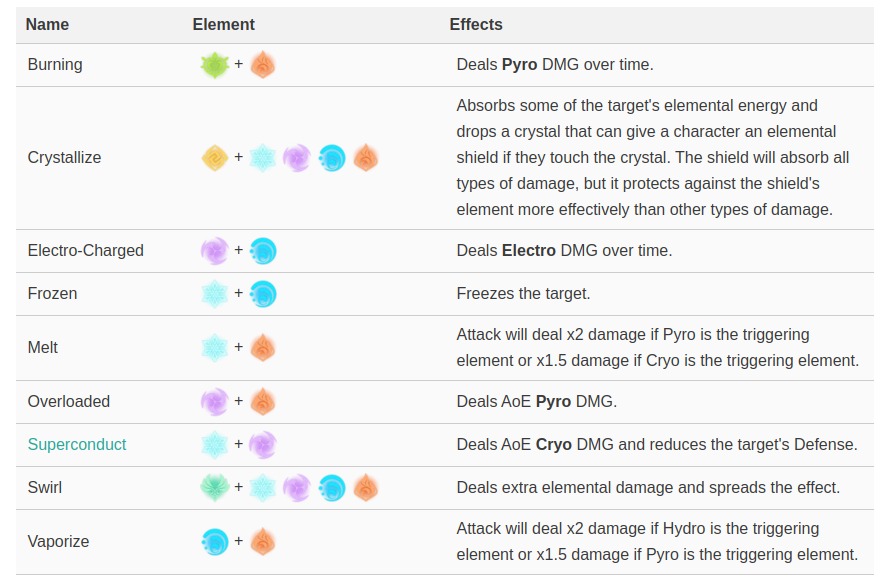 Name Element Effects
Burning + Deals Pyro DMG over time.
Absorbs some of the target's elemental energy and
drops a crystal that can give a character an elemental
Crystallize + shield if they touch the crystal. The shield will absorb all
types of damage, but it protects against the shield's
element more effectively than other types of damage.
Electro-Charged + Deals Electro DMG over time.
Frozen + Freezes the target.
Melt + Attack will deal x2 damage if Pyro is the triggering
element or x1.5 damage if Cryo is the triggering element.
Overloaded + Deals AoE Pyro DMG.
Superconduct + Deals AoE Cryo DMG and reduces the target's Defense.
Swirl + Deals extra elemental damage and spreads the effect.
Vaporize + Attack will deal x2 damage if Hydro is the triggering
element or x1.5 damage if Pyro is the triggering element.